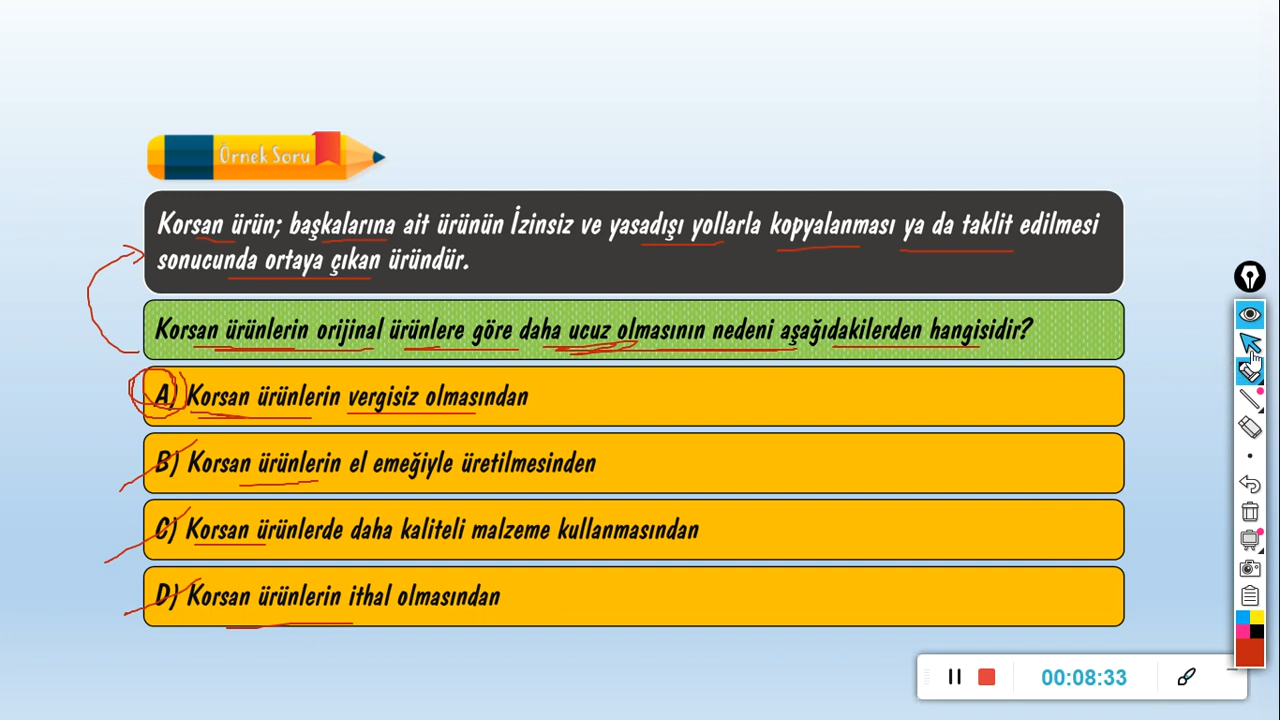 Örnek Soru
Korsan ürün; başkalarına ait ürünün İzinsiz ve yasadışı yollarla kopyalanması ya da taklit edilmesi
sonucunda ortaya çıkan üründür.
Korsan ürünlerin orijinal ürünlere göre daha ucuz olmasının nedeni aşağıdakilerden hangisidir?
A) Korsan ürünlerin vergisiz olmasından
B) Korsan ürünlerin el emeğiyle üretilmesinden
C) Korsan ürünlerde daha kaliteli malzeme kullanmasından
D) Korsan ürünlerin ithal olmasından
00:08:33